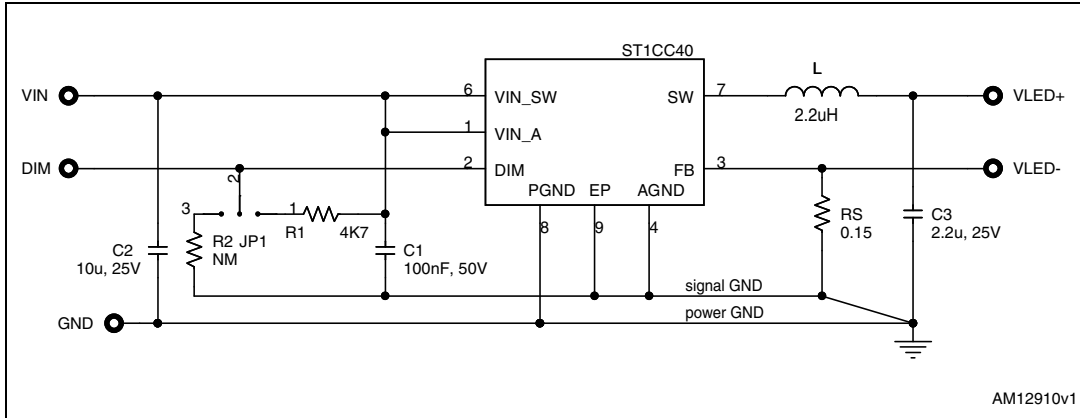 ST1CC40
L
VIN
6
VIN_SW
SW
7
VLED+
2.2uH
1
VIN_A
DIM
2
DIM
FB
3
VLED-
PGND
EP
AGND
2
3
1
8
9
4
R2
JP1
R1
4K7
RS
0.15
C3
2.2u, 25V
NM
C2
10u, 25V
C1
100nF, 50V
signal GND
power GND
GND
AM12910v1